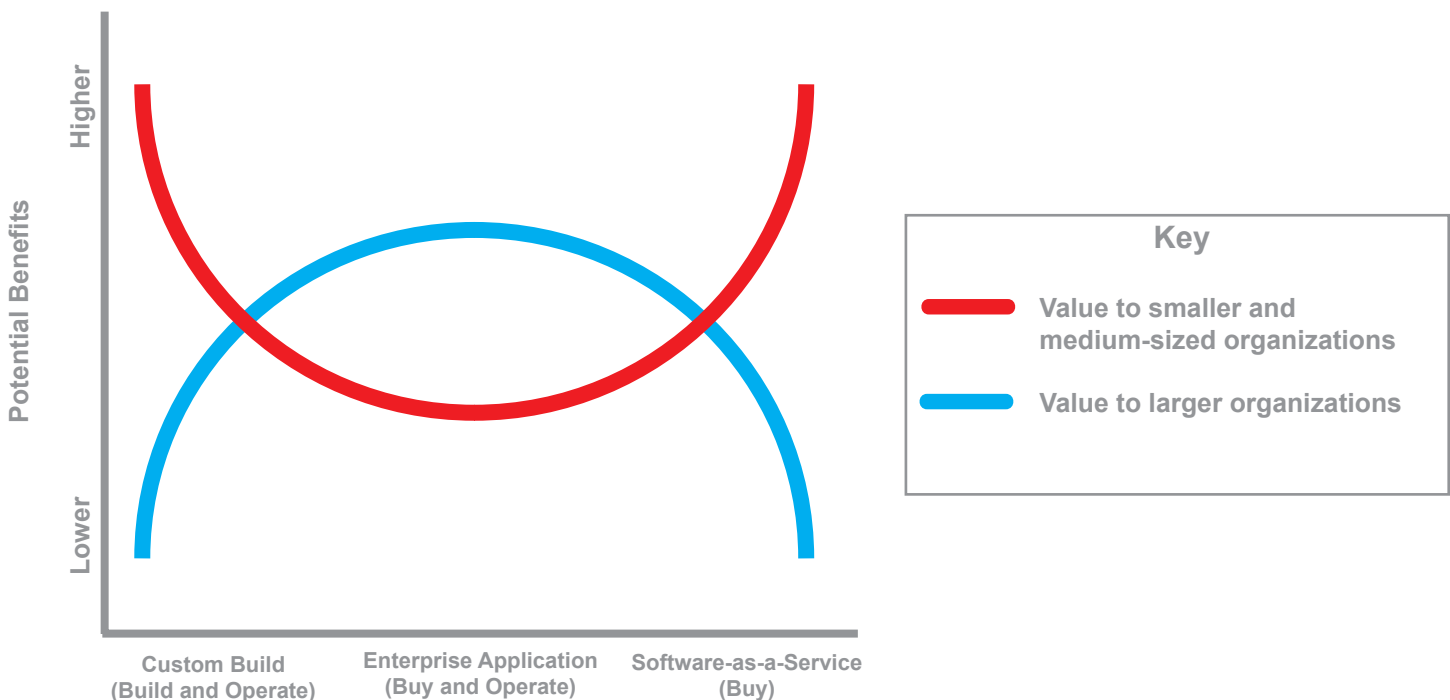 Potential Benefits
Higher
Lower
Custom Build
(Build and Operate)
Enterprise Application
(Buy and Operate)
Software-as-a-Service
(Buy)
Key
Value to smaller and
medium-sized organizations
Value to larger organizations